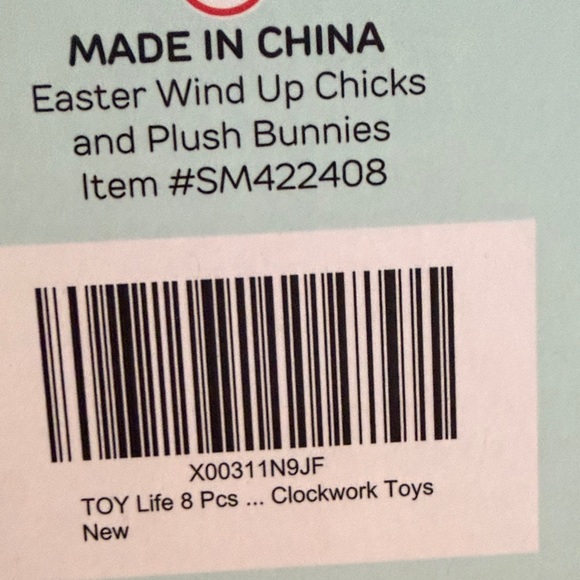 MADE IN CHINA
Easter Wind Up Chicks
and Plush Bunnies
Item #SM422408
X00311N9JF
TOY Life 8 Pcs ... Clockwork Toys
New